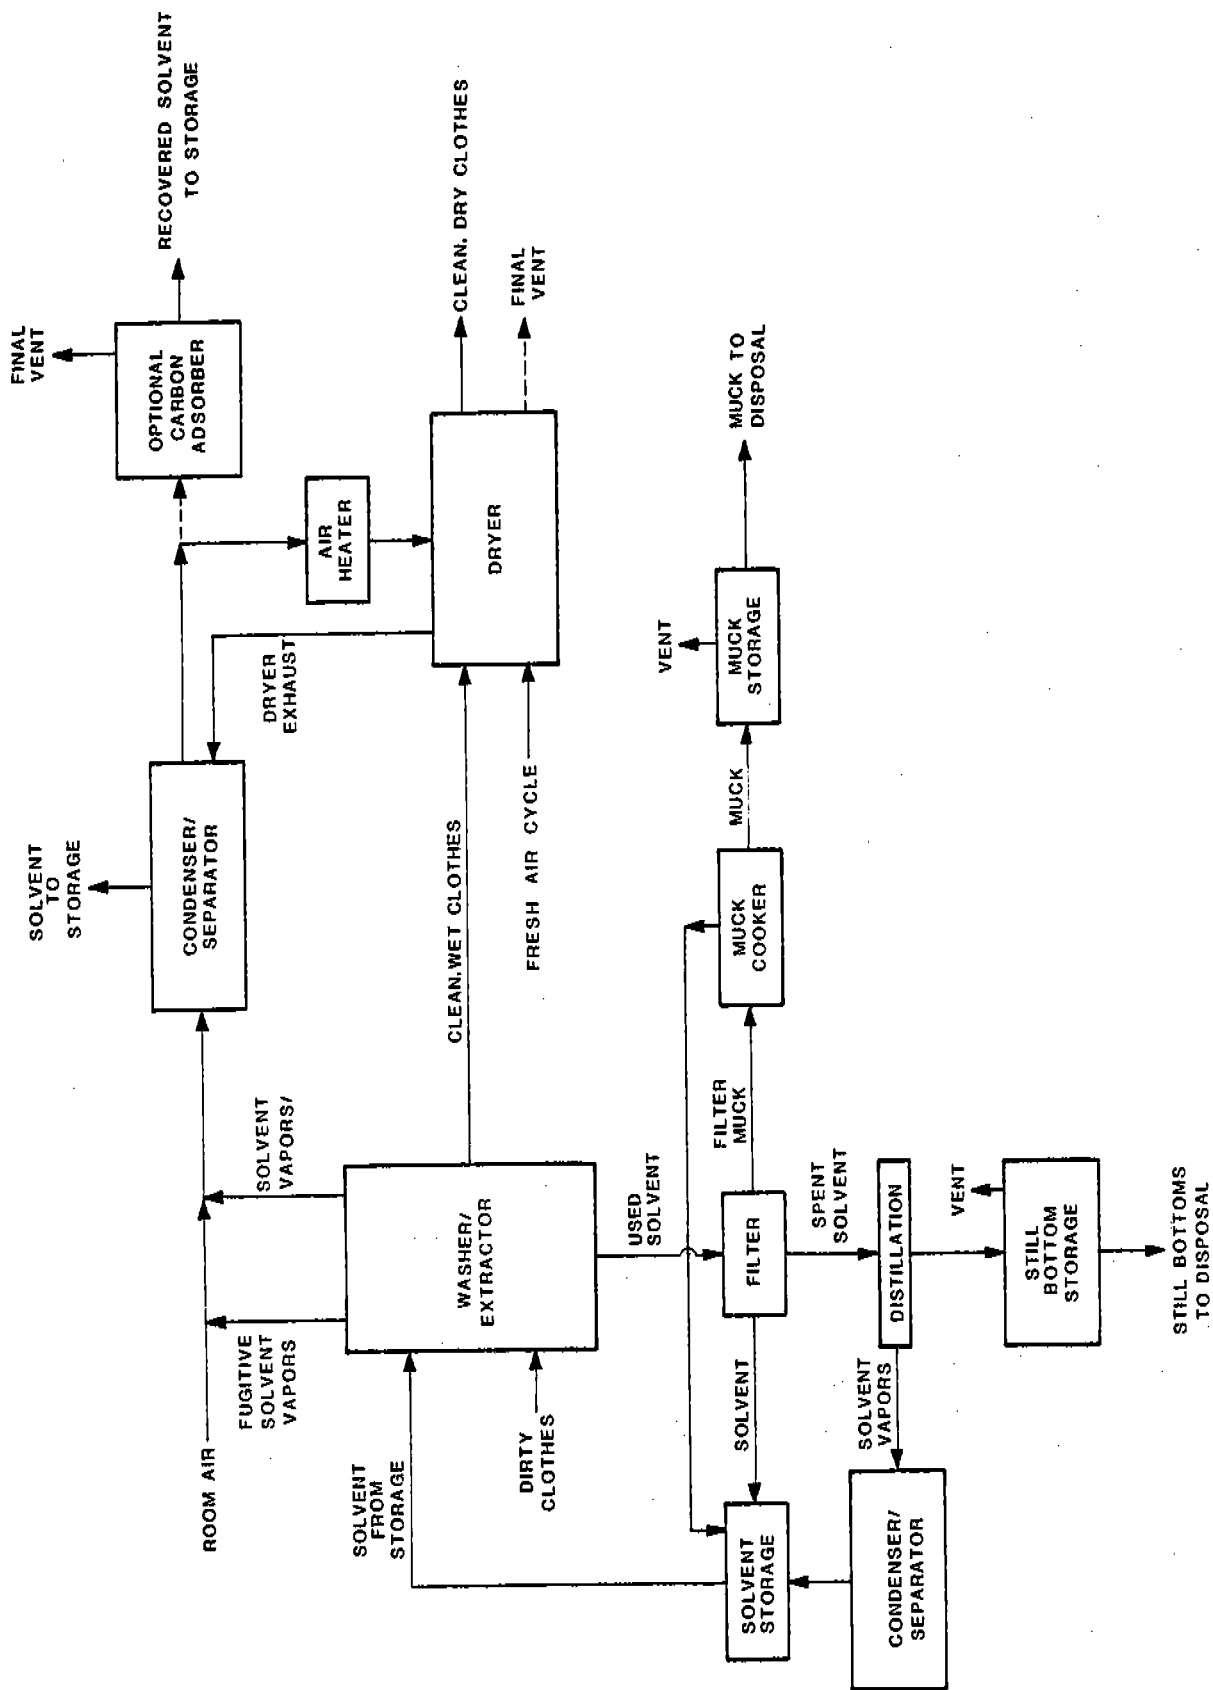 FINAL
VENT
RECOVERED SOLVENT
TO STORAGE
OPTIONAL
CARBON
ADSORBER
SOLVENT
TO
STORAGE
CONDENSER/
SEPARATOR
ROOM AIR
FUGITIVE
SOLVENT
VAPORS
SOLVENT
VAPORS/
DRYER
EXHAUST
AIR
HEATER
CLEAN, DRY CLOTHES
FINAL
VENT
DRYER
CLEAN, WET CLOTHES
FRESH AIR CYCLE
WASHER/
EXTRACTOR
SOLVENT
FROM
STORAGE
DIRTY
CLOTHES
USED
SOLVENT
SOLVENT
STORAGE
SOLVENT
FILTER
FILTER
MUCK
MUCK
COOKER
MUCK
VENT
MUCK
STORAGE
MUCK TO
DISPOSAL
SPENT
SOLVENT
DISTILLATION
SOLVENT
VAPORS
CONDENSER/
SEPARATOR
VENT
STILL
BOTTOM
STORAGE
STILL BOTTOMS
TO DISPOSAL